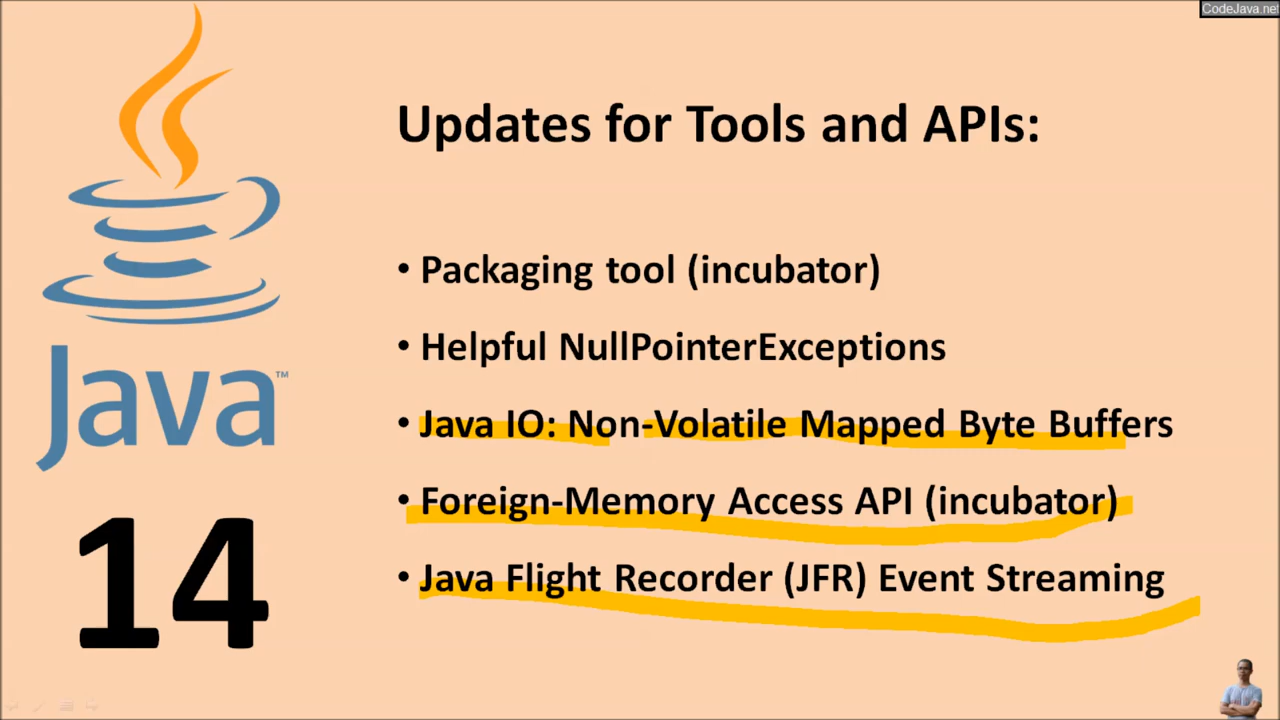 CodeJava.net
Updates for Tools and APIs:
• Packaging tool (incubator)
• Helpful NullPointerExceptions
• Java IO: Non-Volatile Mapped Byte Buffers
• Foreign-Memory Access API (incubator)
• Java Flight Recorder (JFR) Event Streaming
Java™
14